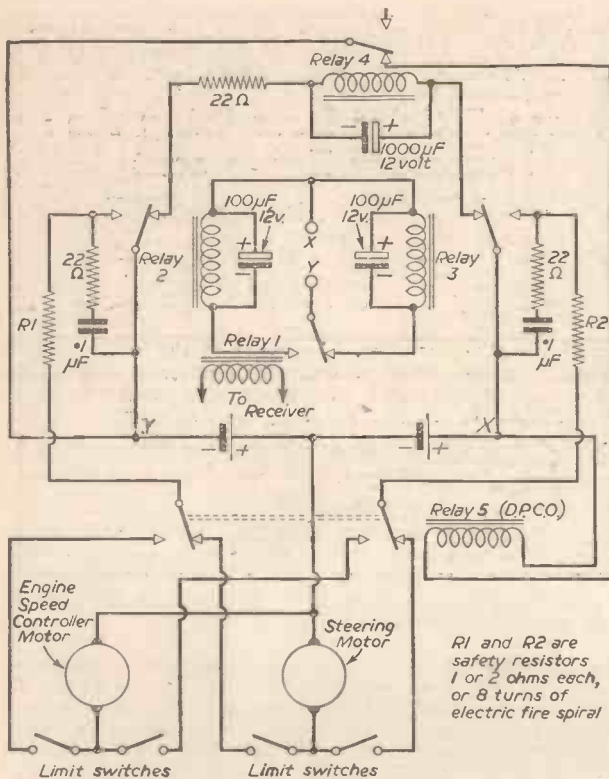 Relay 4
22Ω
- +
1000µF
12 volt
100µF
12v.
+
-
X
Y
100µF
12v.
+
-
Relay
2
Relay
3
22
Ω
·1
µF
R1
22
Ω
·1
µF
R2
Relay 1
To
Receiver
Y
- +
- +
X
Relay 5 (D.P.C.O.)
Engine
Speed
Controller
Motor
Steering
Motor
R1 and R2 are
safety resistors
1 or 2 ohms each,
or 8 turns of
electric fire spiral
Limit switches
Limit switches